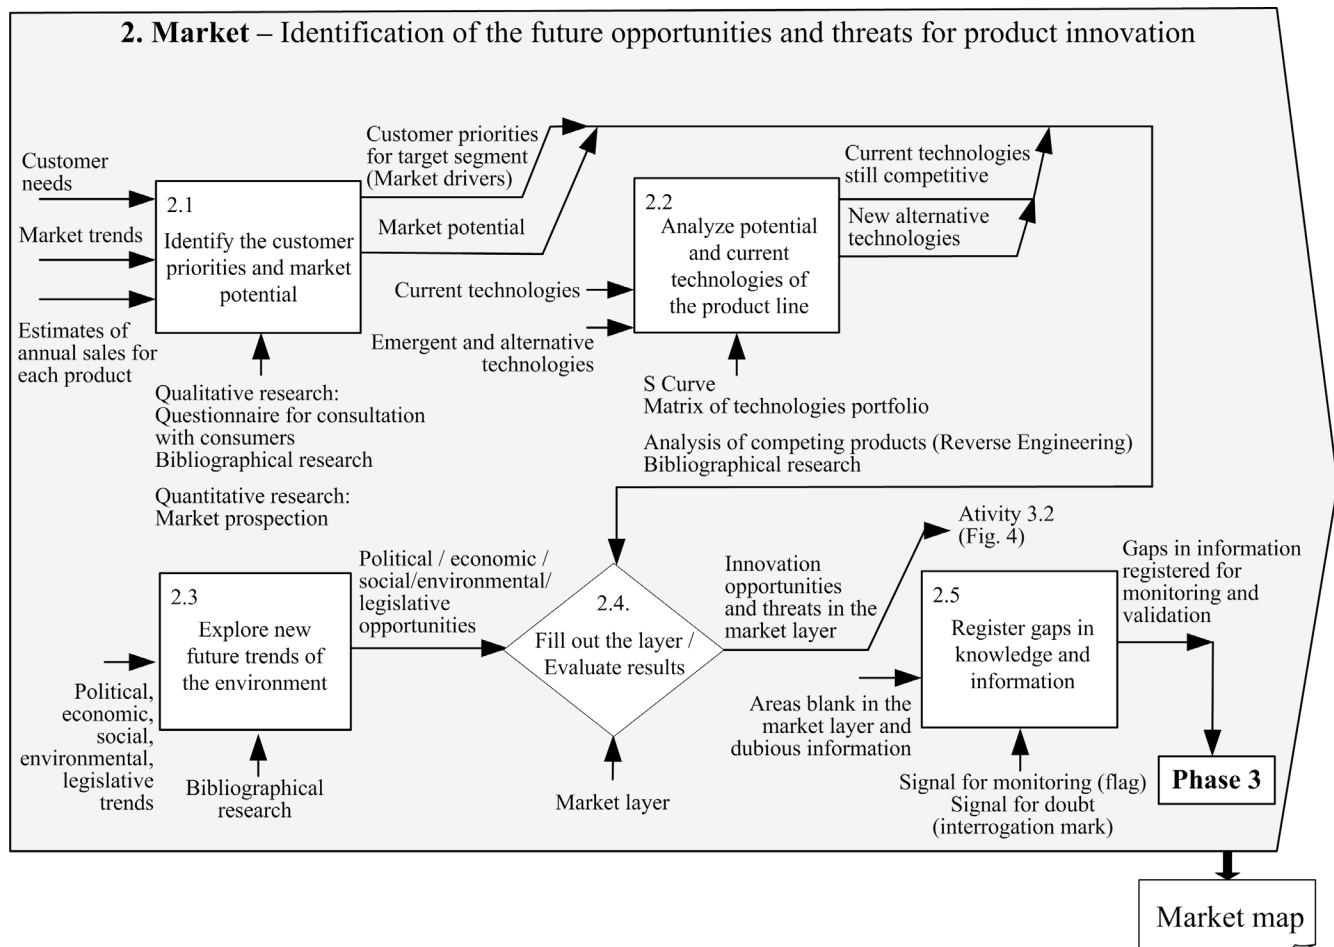 2. Market – Identification of the future opportunities and threats for product innovation
Customer
needs
Market trends
Estimates of
annual sales for
each product
2.1
Identify the customer
priorities and market
potential
Qualitative research:
Questionnaire for consultation
with consumers
Bibliographical research
Quantitative research:
Market prospection
Customer priorities
for target segment
(Market drivers)
Market potential
Current technologies
Emergent and alternative
technologies
2.2
Analyze potential
and current
technologies of
the product line
S Curve
Matrix of technologies portfolio
Analysis of competing products (Reverse Engineering)
Bibliographical research
Current technologies
still competitive
New alternative
technologies
Political,
economic,
social,
environmental,
legislative
trends
2.3
Explore new
future trends of
the environment
Bibliographical
research
Political / economic /
social/environmental/
legislative
opportunities
2.4.
Fill out the layer /
Evaluate results
Market layer
Innovation
opportunities
and threats in the
market layer
Ativity 3.2
(Fig. 4)
Areas blank in the
market layer and
dubious information
2.5
Register gaps in
knowledge and
information
Signal for monitoring (flag)
Signal for doubt
(interrogation mark)
Gaps in information
registered for
monitoring and
validation
Phase 3
Market map